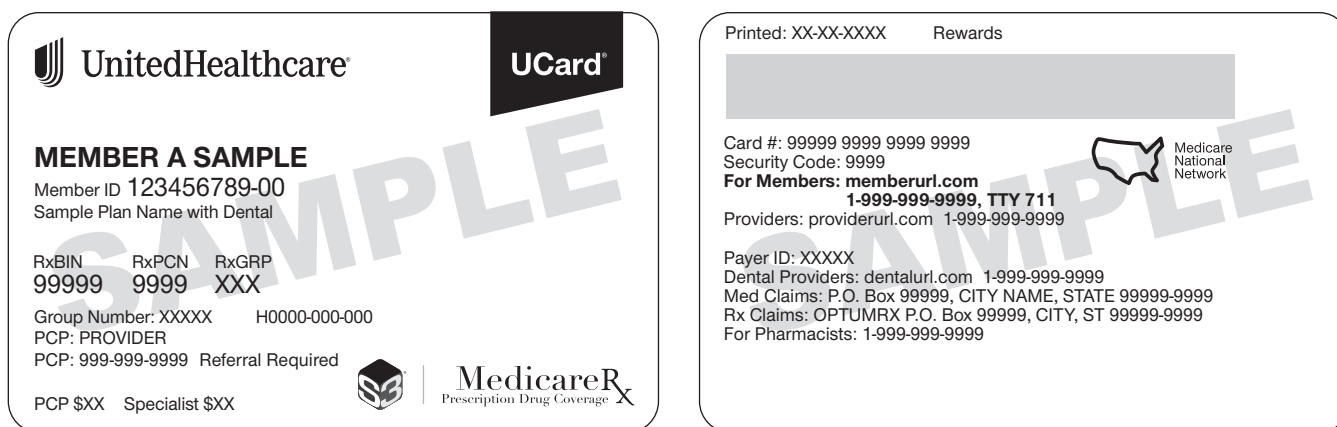 UnitedHealthcare®
UCard®
MEMBER A SAMPLE
Member ID 123456789-00
Sample Plan Name with Dental
RxBIN RxPCN RxGRP
99999 9999 XXX
Group Number: XXXXX H0000-000-000
PCP: PROVIDER
PCP: 999-999-9999 Referral Required
PCP $XX Specialist $XX
S3®
MedicareRx
Prescription Drug Coverage
SAMPLE
Printed: XX-XX-XXXX Rewards
Card #: 99999 9999 9999 9999
Security Code: 9999
For Members: memberurl.com
1-999-999-9999, TTY 711
Providers: providerurl.com 1-999-999-9999
Medicare
National
Network
Payer ID: XXXXX
Dental Providers: dentalurl.com 1-999-999-9999
Med Claims: P.O. Box 99999, CITY NAME, STATE 99999-9999
Rx Claims: OPTUMRX P.O. Box 99999, CITY, ST 99999-9999
For Pharmacists: 1-999-999-9999
SAMPLE